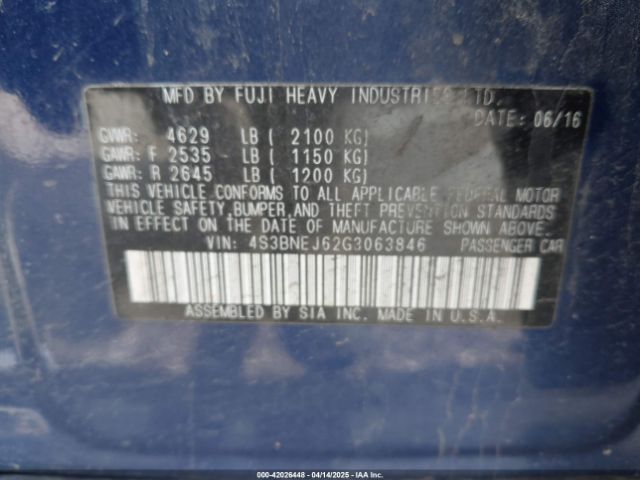 MFD BY FUJI HEAVY INDUSTRIES LTD.
DATE: 06/16
GVWR: 4629 LB ( 2100 KG)
GAWR: F 2535 LB ( 1150 KG)
GAWR: R 2645 LB ( 1200 KG)
THIS VEHICLE CONFORMS TO ALL APPLICABLE FEDERAL MOTOR
VEHICLE SAFETY, BUMPER, AND THEFT PREVENTION STANDARDS
IN EFFECT ON THE DATE OF MANUFACTURE SHOWN ABOVE.
VIN: 4S3BNEJ62G3063846 PASSENGER CAR
ASSEMBLED BY SIA INC. MADE IN U.S.A.
000-42026448 - 04/14/2025 - IAAHC